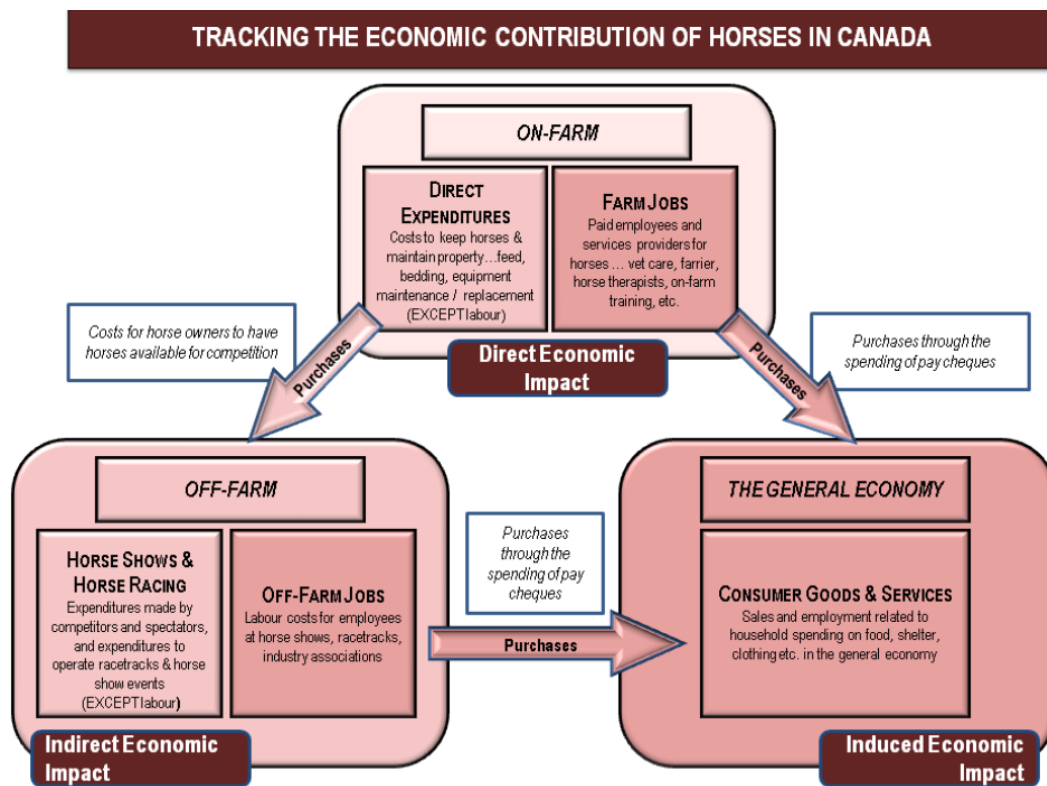 TRACKING THE ECONOMIC CONTRIBUTION OF HORSES IN CANADA
ON-FARM
DIRECT
EXPENDITURES
Costs to keep horses &
maintain property…feed,
bedding, equipment
maintenance / replacement
(EXCEPT labour)
FARM JOBS
Paid employees and
services providers for
horses … vet care, farrier,
horse therapists, on-farm
training, etc.
Direct Economic
Impact
Costs for horse owners to have
horses available for competition
Purchases
Purchases
Purchases through the
spending of pay cheques
OFF-FARM
HORSE SHOWS &
HORSE RACING
Expenditures made by
competitors and spectators,
and expenditures to
operate racetracks & horse
show events
(EXCEPT labour)
OFF-FARM JOBS
Labour costs for employees
at horse shows, racetracks,
industry associations
Indirect Economic
Impact
Purchases
through the
spending of pay
cheques
Purchases
THE GENERAL ECONOMY
CONSUMER GOODS & SERVICES
Sales and employment related to
household spending on food, shelter,
clothing etc. in the general economy
Induced Economic
Impact